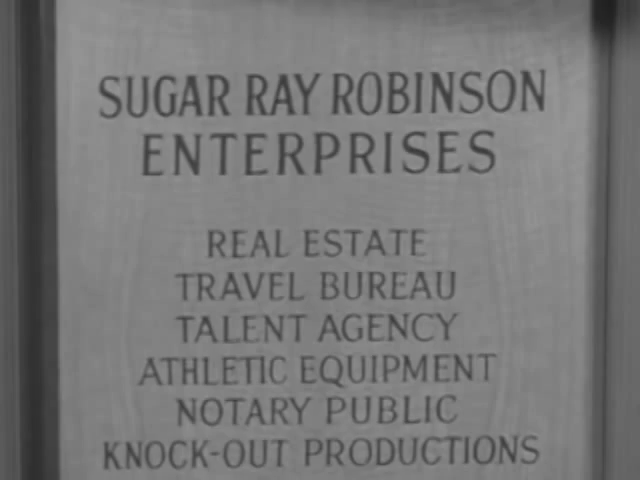 SUGAR RAY ROBINSON
ENTERPRISES
REAL ESTATE
TRAVEL BUREAU
TALENT AGENCY
ATHLETIC EQUIPMENT
NOTARY PUBLIC
KNOCK-OUT PRODUCTIONS